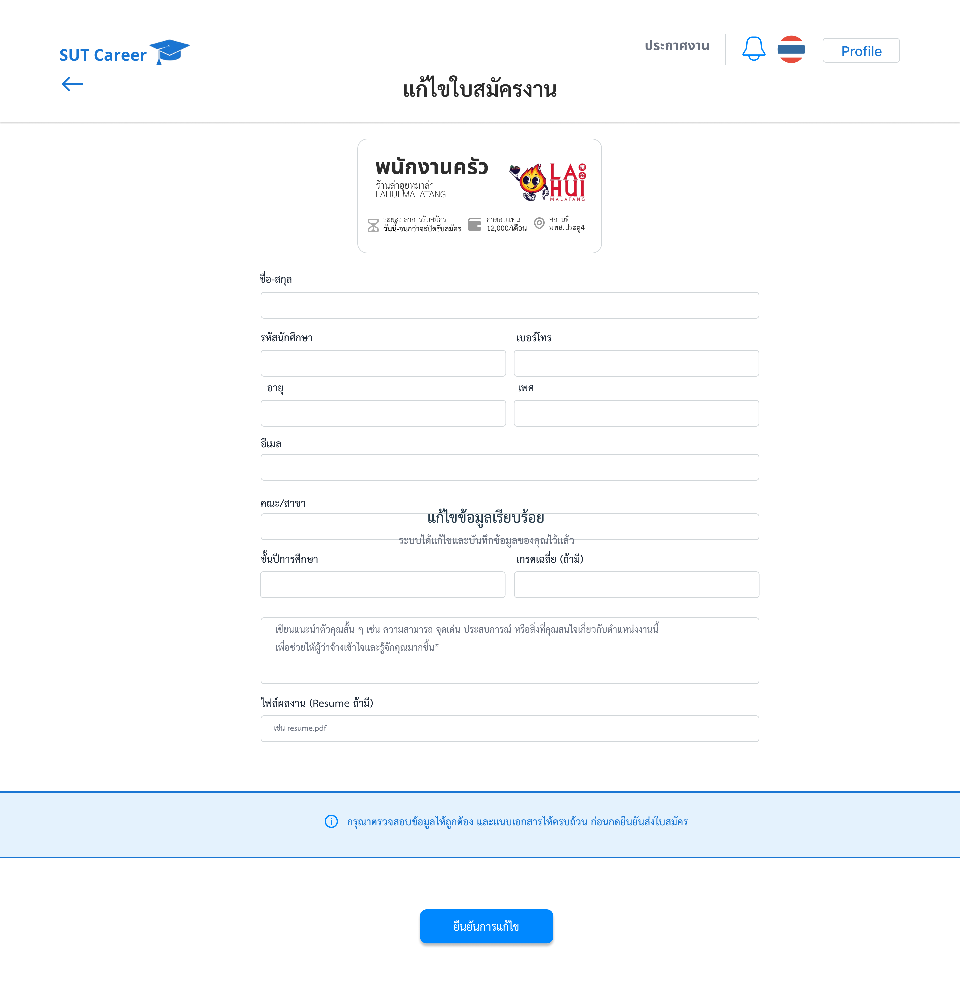 SUT Career
ประกาศงาน
Profile
แก้ไขใบสมัครงาน
พนักงานครัว
ร้านล่าฮุยหมาล่า
LAHUI MALATANG
LA 辣
HUI 会
MALATANG
ระยะเวลาการรับสมัคร
วันนี้-จนกว่าจะปิดรับสมัคร
ค่าตอบแทน
12,000/เดือน
สถานที่
มทส.ประตู4
ชื่อ-สกุล
รหัสนักศึกษา
เบอร์โทร
อายุ
เพศ
อีเมล
คณะ/สาขา
แก้ไขข้อมูลเรียบร้อย
ระบบได้แก้ไขและบันทึกข้อมูลของคุณไว้แล้ว
ชั้นปีการศึกษา
เกรดเฉลี่ย (ถ้ามี)
เขียนแนะนำตัวคุณสั้น ๆ เช่น ความสามารถ จุดเด่น ประสบการณ์ หรือสิ่งที่คุณสนใจเกี่ยวกับตำแหน่งงานนี้
เพื่อช่วยให้ผู้ว่าจ้างเข้าใจและรู้จักคุณมากขึ้น”
ไฟล์ผลงาน (Resume ถ้ามี)
เช่น resume.pdf
กรุณาตรวจสอบข้อมูลให้ถูกต้อง และแนบเอกสารให้ครบถ้วน ก่อนกดยืนยันส่งใบสมัคร
ยืนยันการแก้ไข